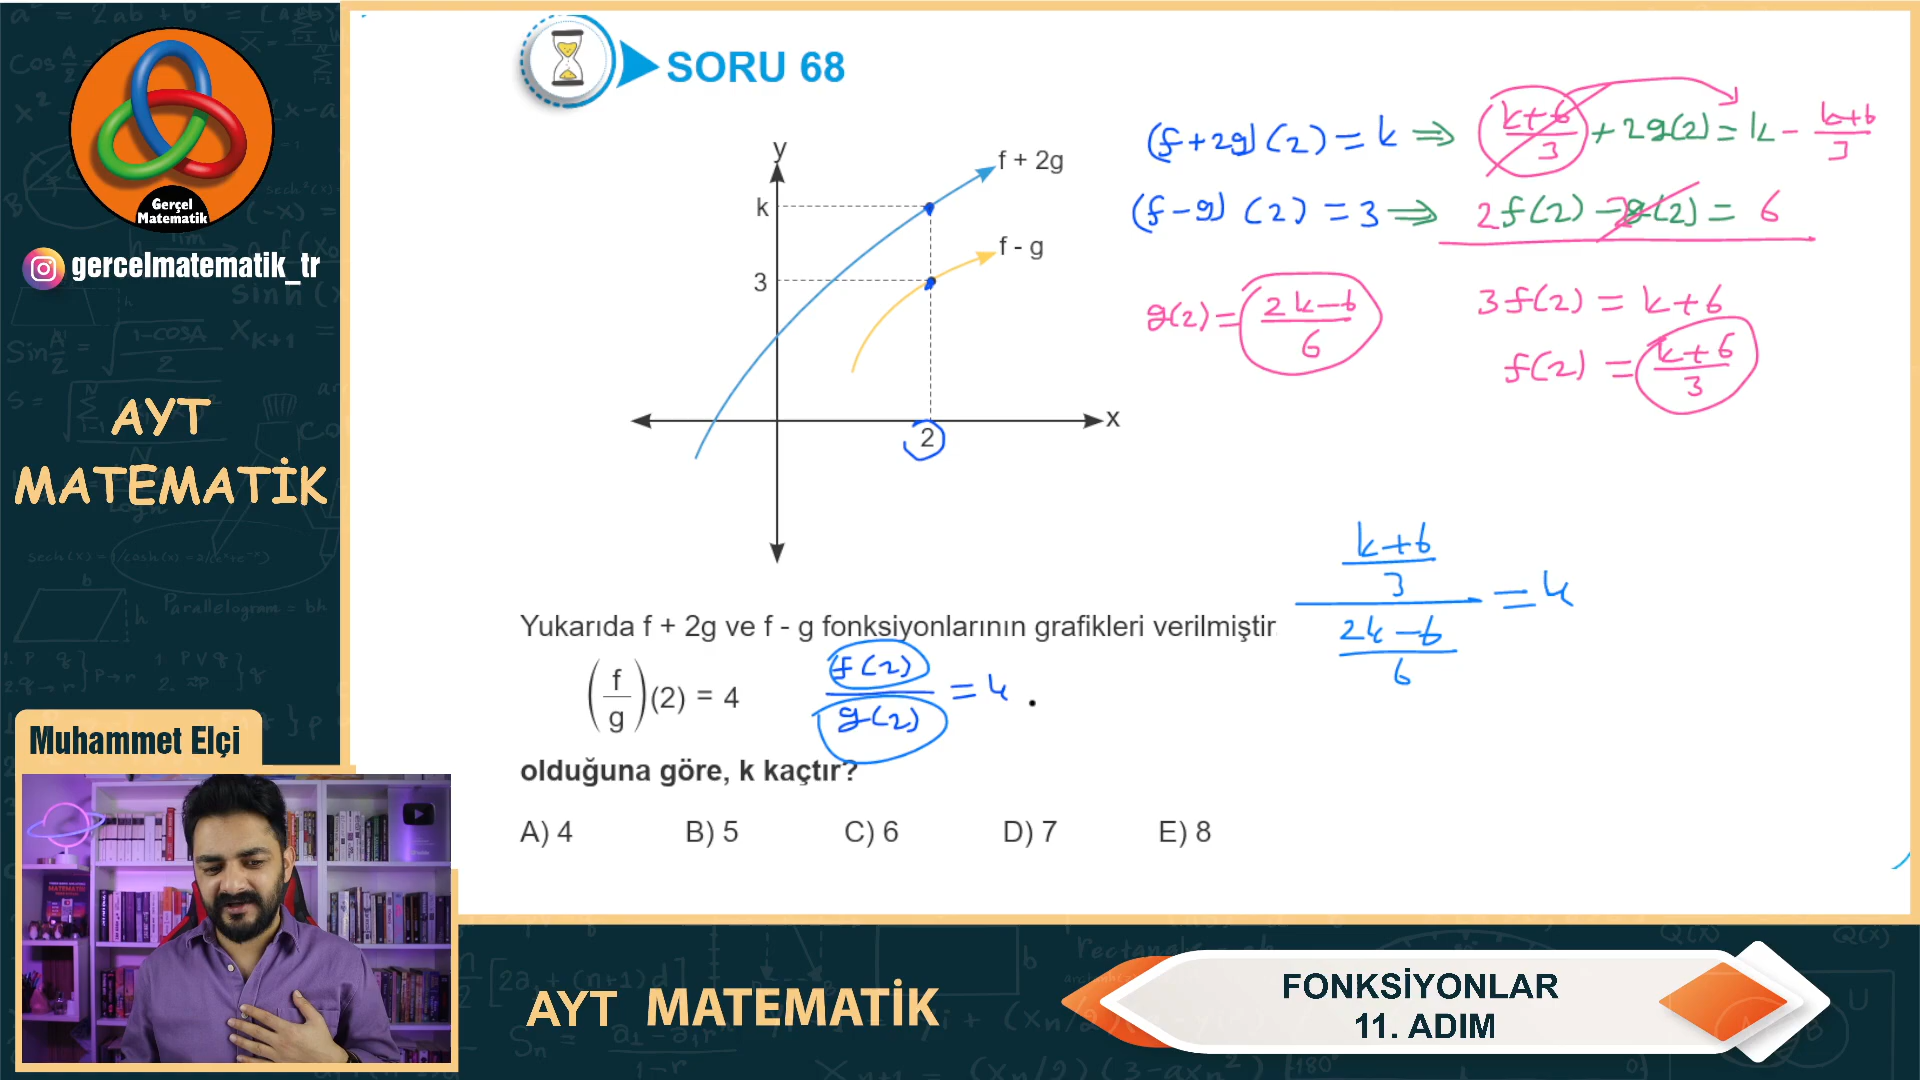 SORU 68
y
k
3
2
x
f + 2g
f - g
(f+2g)(2) = k ⇒ k+6/3 + 2g(2) = k - k+6/3
(f-g)(2) = 3 ⇒ 2f(2) - 2g(2) = 6
3f(2) = k+6
f(2) = k+6/3
g(2) = 2k-6/6
Yukarıda f + 2g ve f - g fonksiyonlarının grafikleri verilmiştir.
(f/g)(2) = 4
f(2)/g(2) = 4
k+6/3 / 2k-6/6 = 4
olduğuna göre, k kaçtır?
A) 4 B) 5 C) 6 D) 7 E) 8
Gerçel
Matematik
gercelmatematik_tr
AYT
MATEMATİK
Muhammet Elçi
AYT MATEMATİK
FONKSİYONLAR
11. ADIM